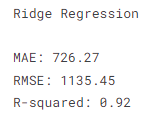 Ridge Regression
MAE: 726.27
RMSE: 1135.45
R-squared: 0.92